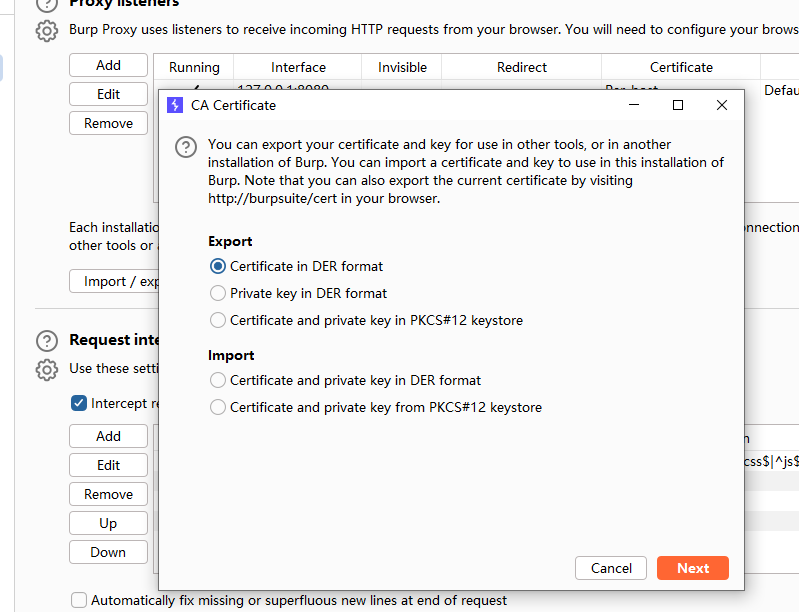 Proxy listeners
Burp Proxy uses listeners to receive incoming HTTP requests from your browser. You will need to configure your brows
Add
Running Interface Invisible Redirect Certificate
Edit
127.0.0.1:8080 Per-host Defau
Remove
CA Certificate
You can export your certificate and key for use in other tools, or in another
installation of Burp. You can import a certificate and key to use in this installation of
Burp. Note that you can also export the current certificate by visiting
http://burpsuite/cert in your browser.
Each installatio
onnection
other tools or
Import / exp
Export
Certificate in DER format
Private key in DER format
Certificate and private key in PKCS#12 keystore
Import
Certificate and private key in DER format
Certificate and private key from PKCS#12 keystore
Request inte
Use these setti
Intercept re
Add
Edit
css$|^js$
Remove
Up
Down
Cancel
Next
Automatically fix missing or superfluous new lines at end of request